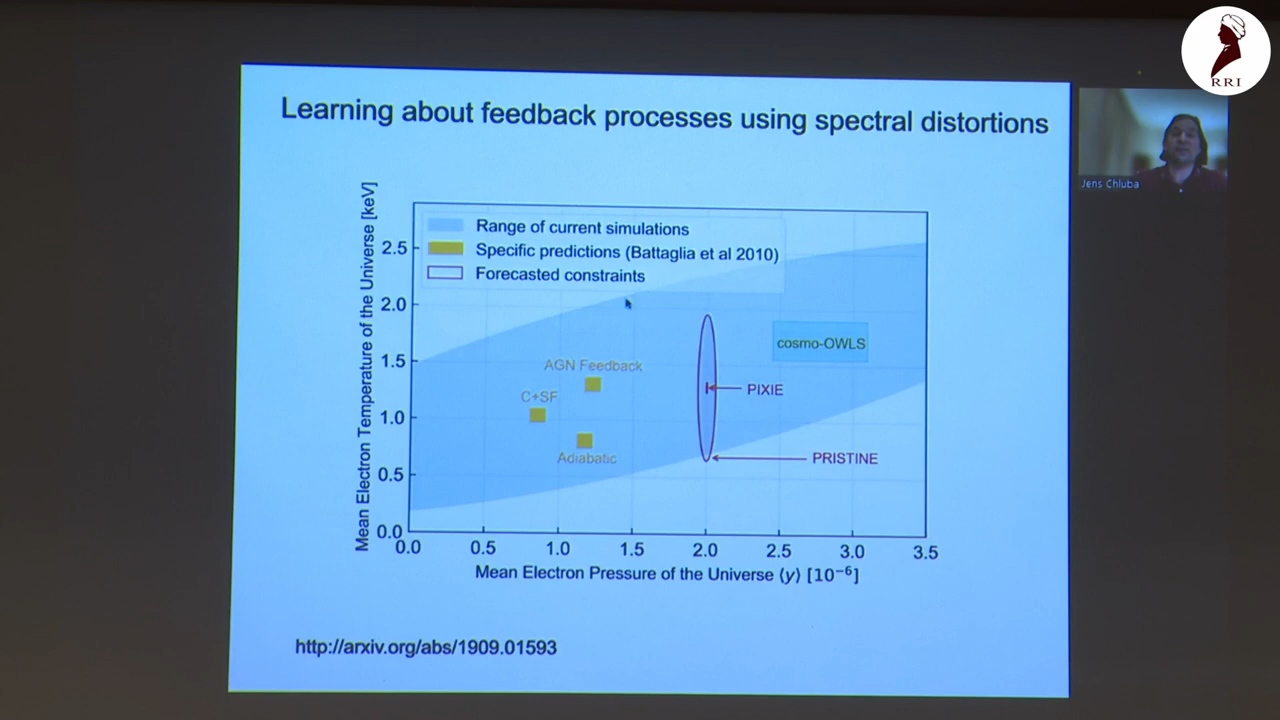 RRI
Learning about feedback processes using spectral distortions
Jens Chluba
Mean Electron Temperature of the Universe [keV]
Range of current simulations
Specific predictions (Battaglia et al 2010)
Forecasted constraints
2.5
2.0
1.5
1.0
0.5
0.0
AGN Feedback
C+SF
Adiabatic
cosmo-OWLS
PIXIE
PRISTINE
0.0 0.5 1.0 1.5 2.0 2.5 3.0 3.5
Mean Electron Pressure of the Universe ⟨y⟩ [10⁻⁶]
http://arxiv.org/abs/1909.01593